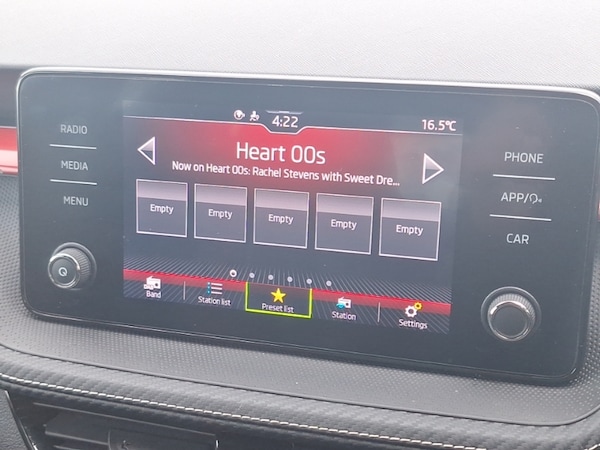 4:22
16.5°C
RADIO
MEDIA
MENU
Heart 00s
Now on Heart 00s: Rachel Stevens with Sweet Dre...
Empty
Empty
Empty
Empty
Empty
Band
Station list
Preset list
Station
Settings
PHONE
APP/
CAR